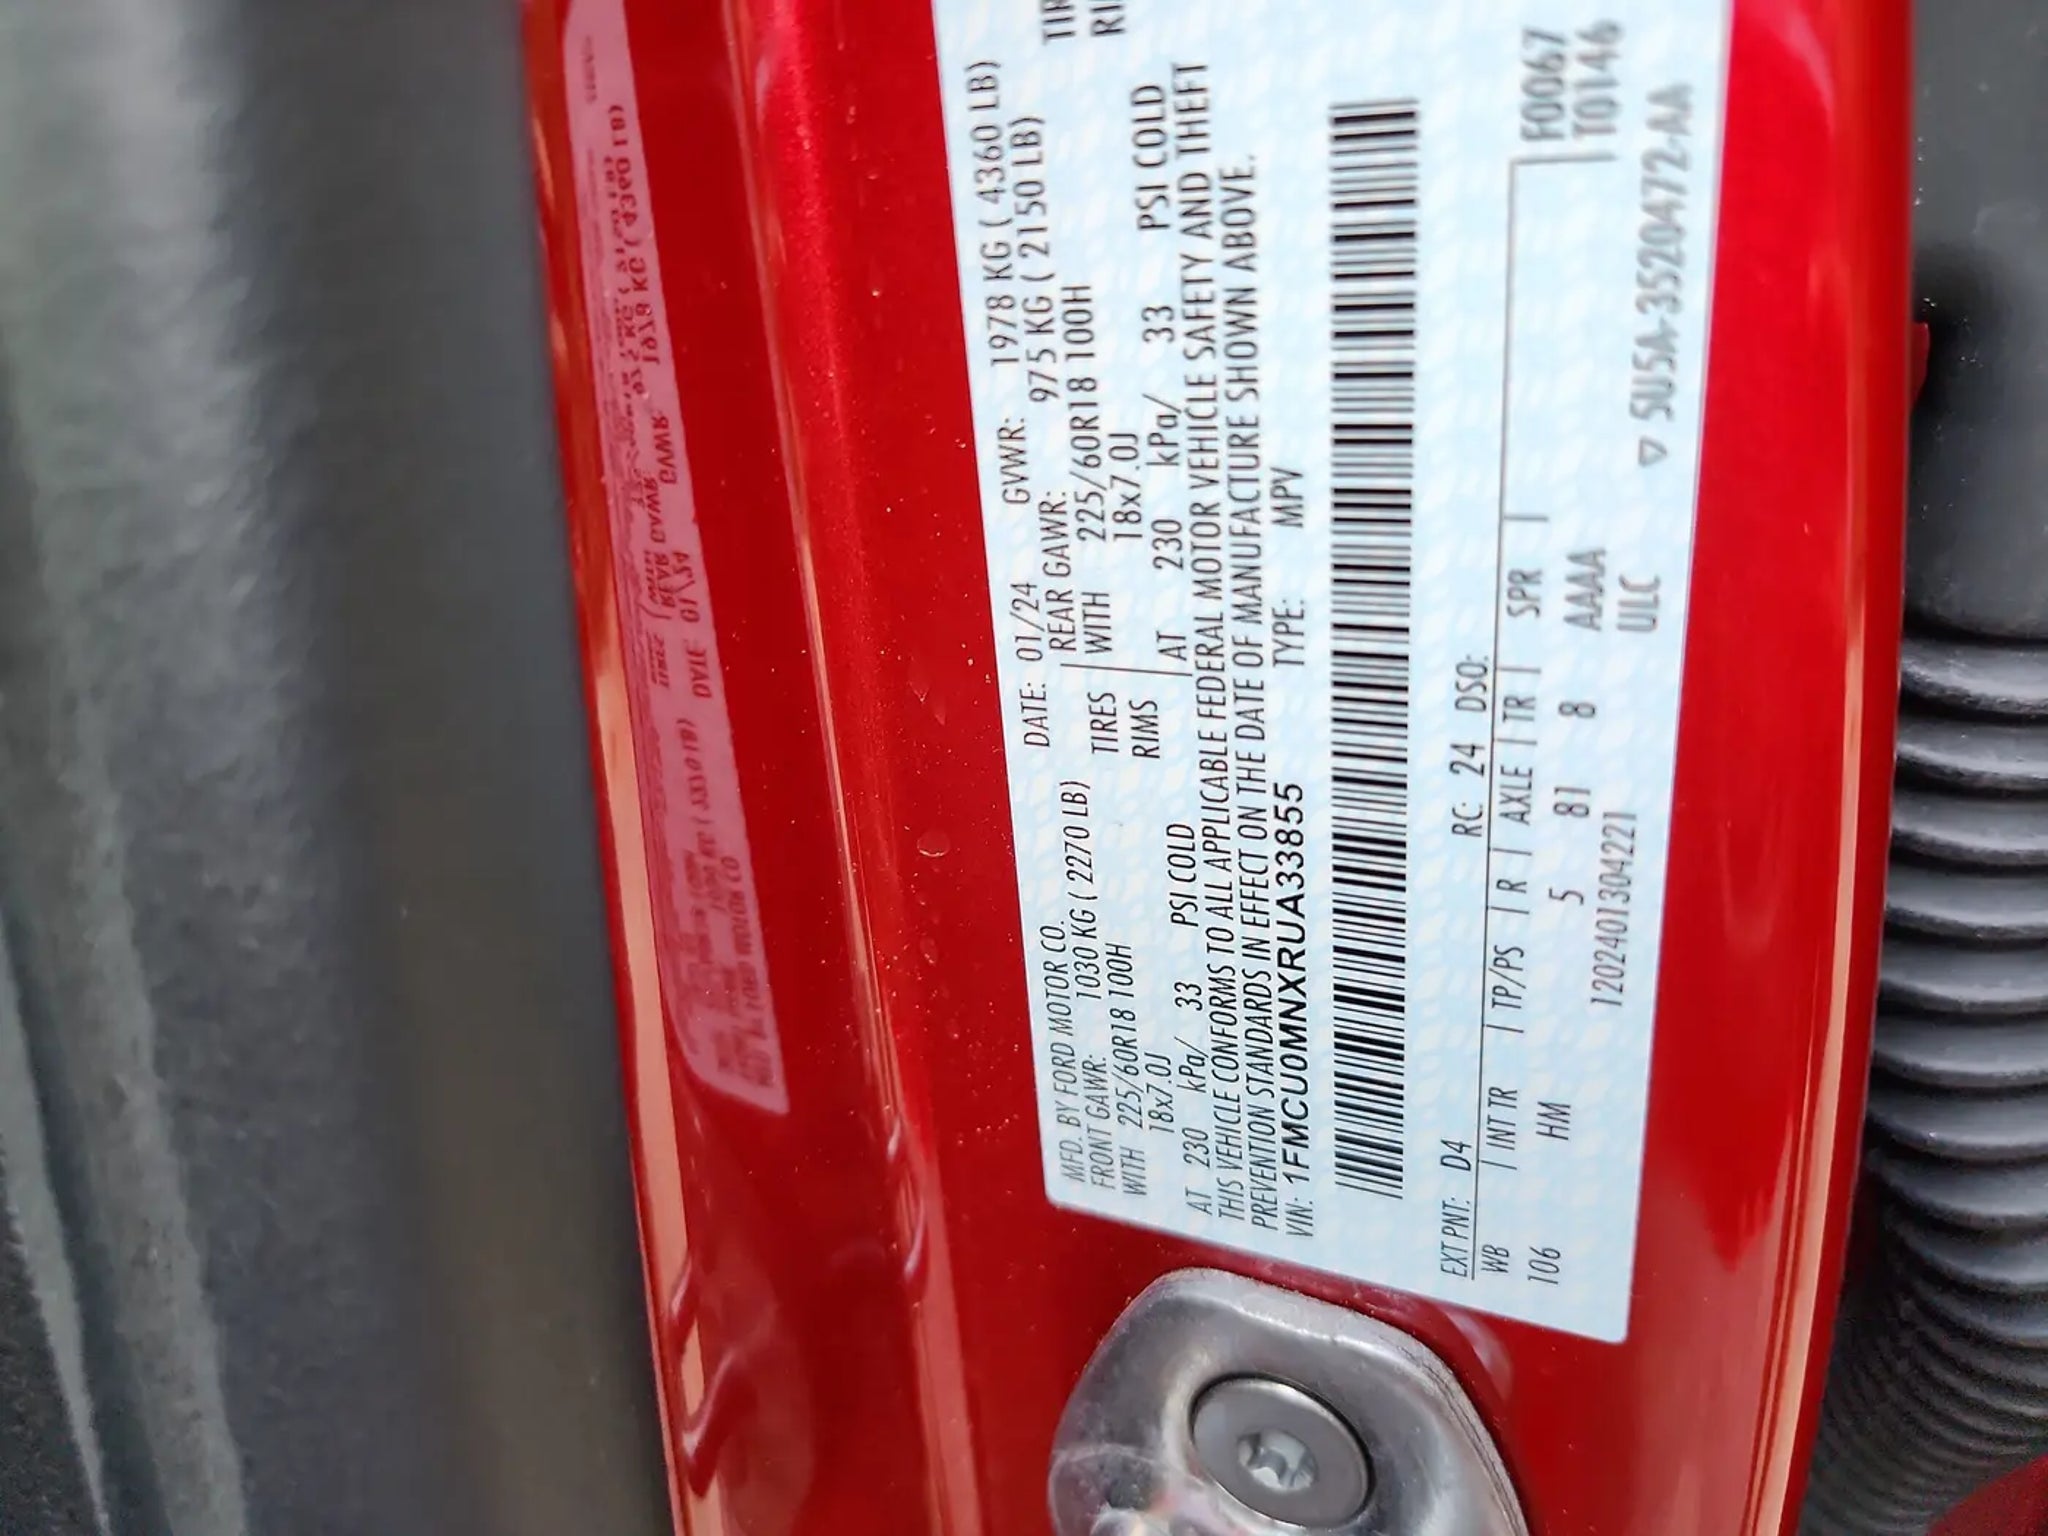 MFD. BY FORD MOTOR CO. DATE: 01/24 GVWR: 1978 KG ( 4360 LB)
FRONT GAWR: 1030 KG ( 2270 LB) REAR GAWR: 975 KG ( 2150 LB)
WITH 225/60R18 100H TIRES WITH 225/60R18 100H
18x7.0J RIMS 18x7.0J
AT 230 kPa/ 33 PSI COLD AT 230 kPa/ 33 PSI COLD
THIS VEHICLE CONFORMS TO ALL APPLICABLE FEDERAL MOTOR VEHICLE SAFETY AND THEFT
PREVENTION STANDARDS IN EFFECT ON THE DATE OF MANUFACTURE SHOWN ABOVE.
VIN: 1FMCU0MNXRUA33855 TYPE: MPV
EXT PNT: D4 RC: 24 DSO:
WB INT TR TP/PS R AXLE TR SPR F0067
106 HM 5 81 8 AAAA T0146
1202401304221 ULC
▽ 5U5A-3520472-AA